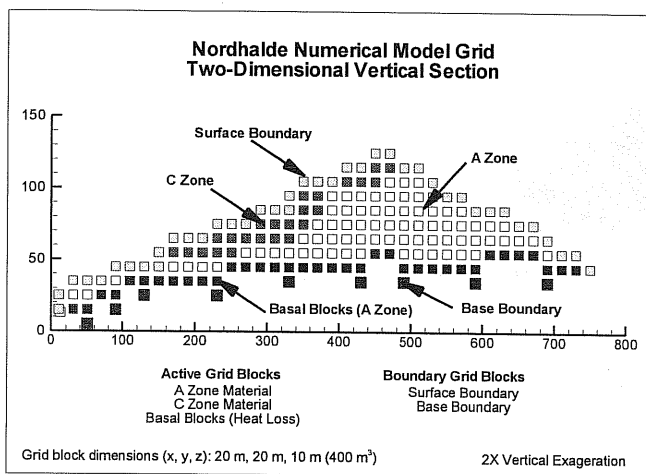 Nordhalde Numerical Model Grid
Two-Dimensional Vertical Section
150
Surface Boundary
A Zone
C Zone
100
50
Basal Blocks (A Zone)
Base Boundary
0
0 100 200 300 400 500 600 700 800
Active Grid Blocks
A Zone Material
C Zone Material
Basal Blocks (Heat Loss)
Boundary Grid Blocks
Surface Boundary
Base Boundary
Grid block dimensions (x, y, z): 20 m, 20 m, 10 m (400 m³)
2X Vertical Exageration